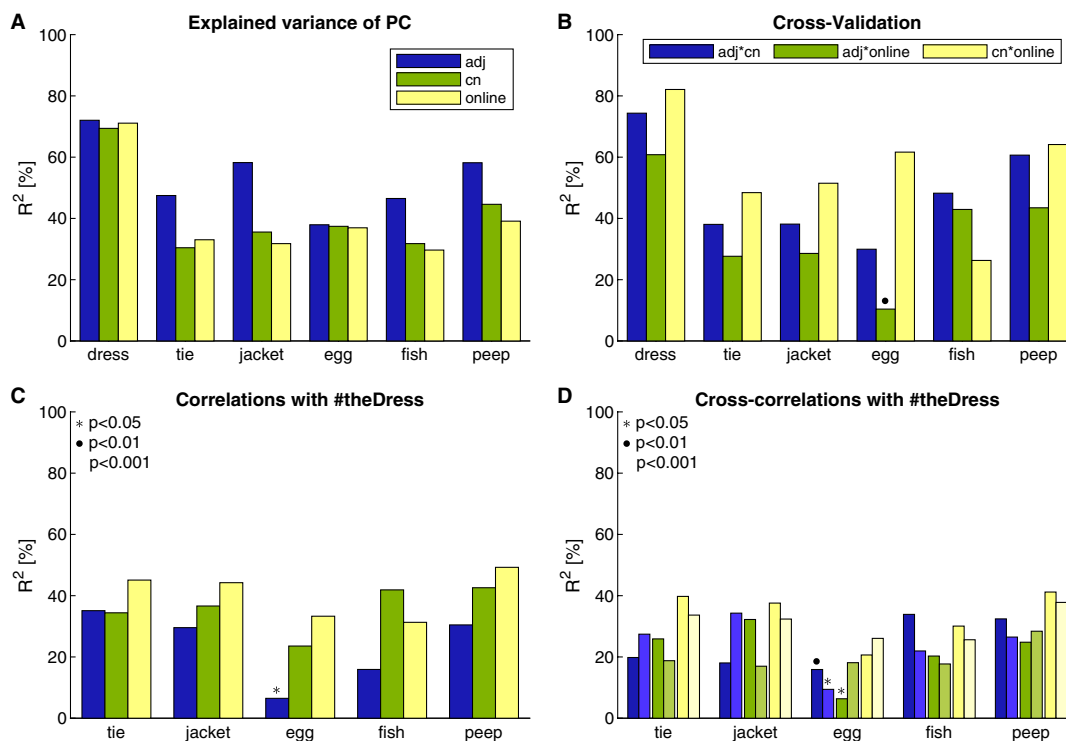 A
Explained variance of PC
100
80
60
40
20
0
R² [%]
adj
cn
online
dress tie jacket egg fish peep
B
Cross-Validation
100
80
60
40
20
0
R² [%]
adj*cn adj*online cn*online
●
dress tie jacket egg fish peep
C
Correlations with #theDress
100
80
60
40
20
0
R² [%]
* p<0.05
● p<0.01
p<0.001
*
tie jacket egg fish peep
D
Cross-correlations with #theDress
100
80
60
40
20
0
R² [%]
* p<0.05
● p<0.01
p<0.001
● * *
tie jacket egg fish peep